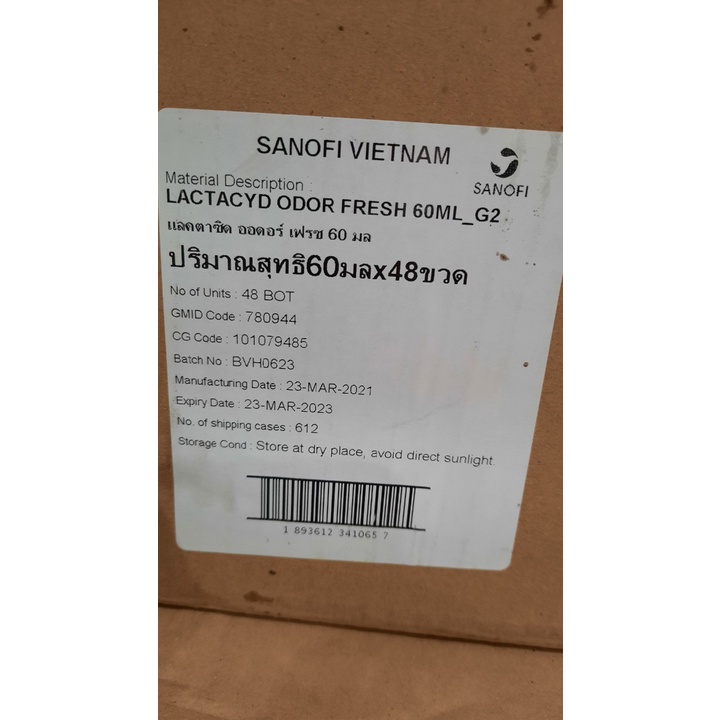 SANOFI VIETNAM
SANOFI
Material Description :
LACTACYD ODOR FRESH 60ML_G2
แลคตาซิด ออดอร์ เฟรช 60 มล
ปริมาณสุทธิ60มลx48ขวด
No of Units : 48 BOT
GMID Code : 780944
CG Code : 101079485
Batch No : BVH0623
Manufacturing Date : 23-MAR-2021
Expiry Date : 23-MAR-2023
No. of shipping cases : 612
Storage Cond : Store at dry place, avoid direct sunlight.
1 893612 341065 7